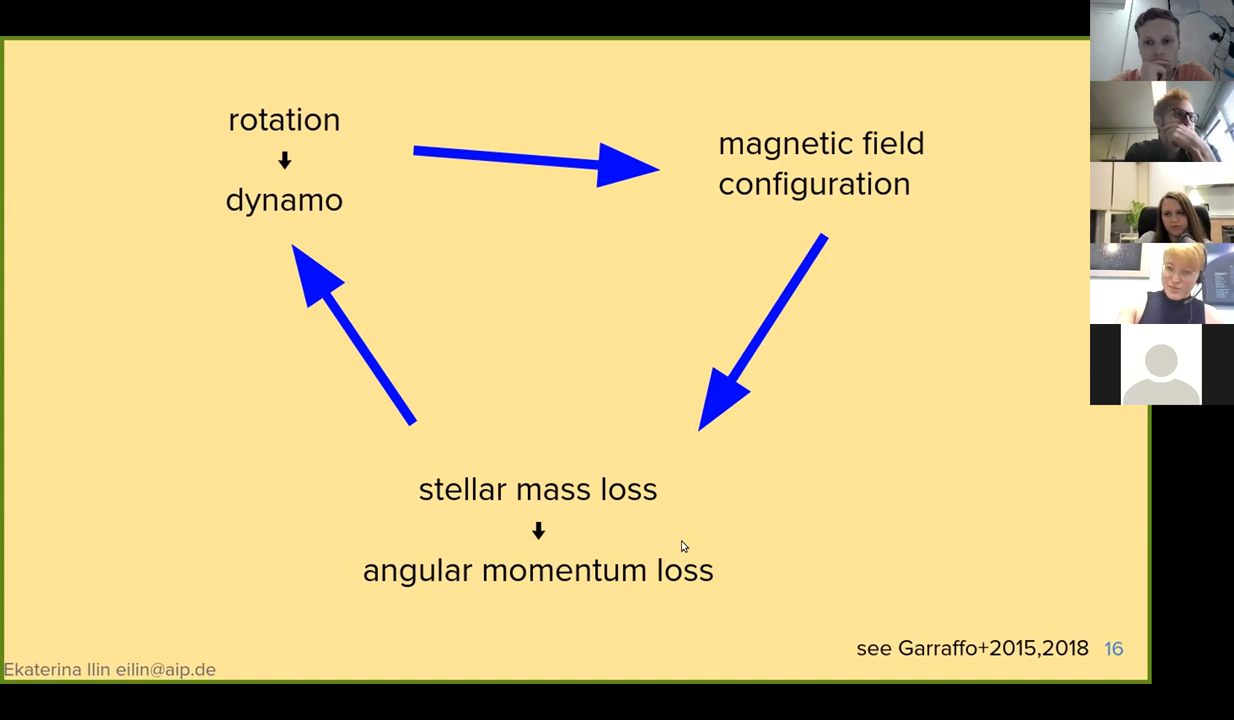 rotation
dynamo
magnetic field
configuration
stellar mass loss
angular momentum loss
see Garraffo+2015,2018 16
Ekaterina Ilin eilin@aip.de